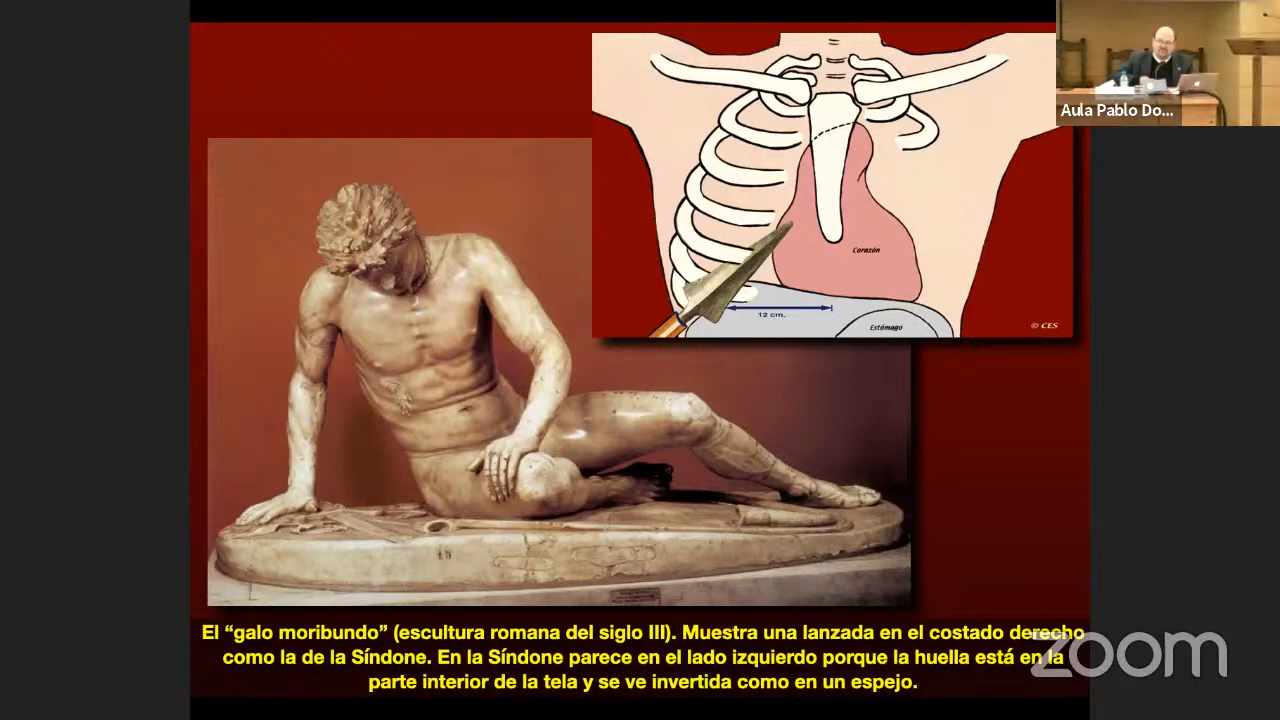 Aula Pablo Do...
Corazón
12 cm.
Estómago
© CES
El “galo moribundo” (escultura romana del siglo III). Muestra una lanzada en el costado derecho
como la de la Síndone. En la Síndone parece en el lado izquierdo porque la huella está en la
parte interior de la tela y se ve invertida como en un espejo.
zoom